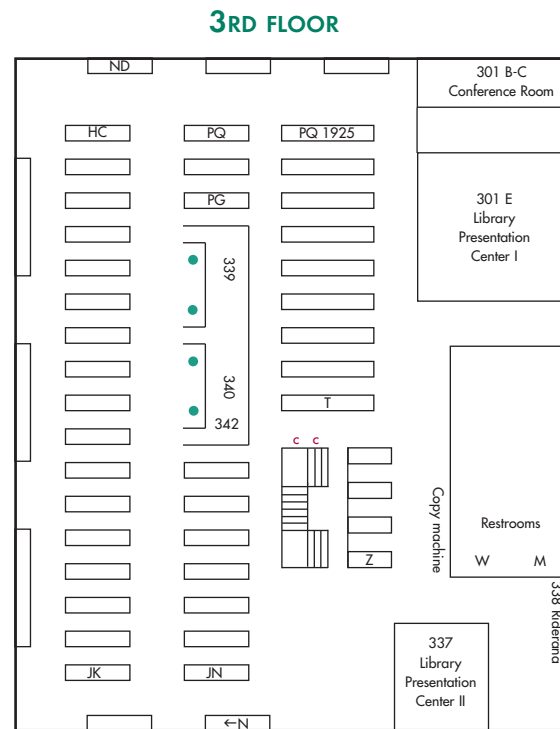 3RD FLOOR
ND
301 B-C
Conference Room
HC
PQ
PQ 1925
PG
301 E
Library
Presentation
Center I
339
340
342
T
c c
Copy machine
Restrooms
W M
Z
338 Riderana
337
Library
Presentation
Center II
JK
JN
←N